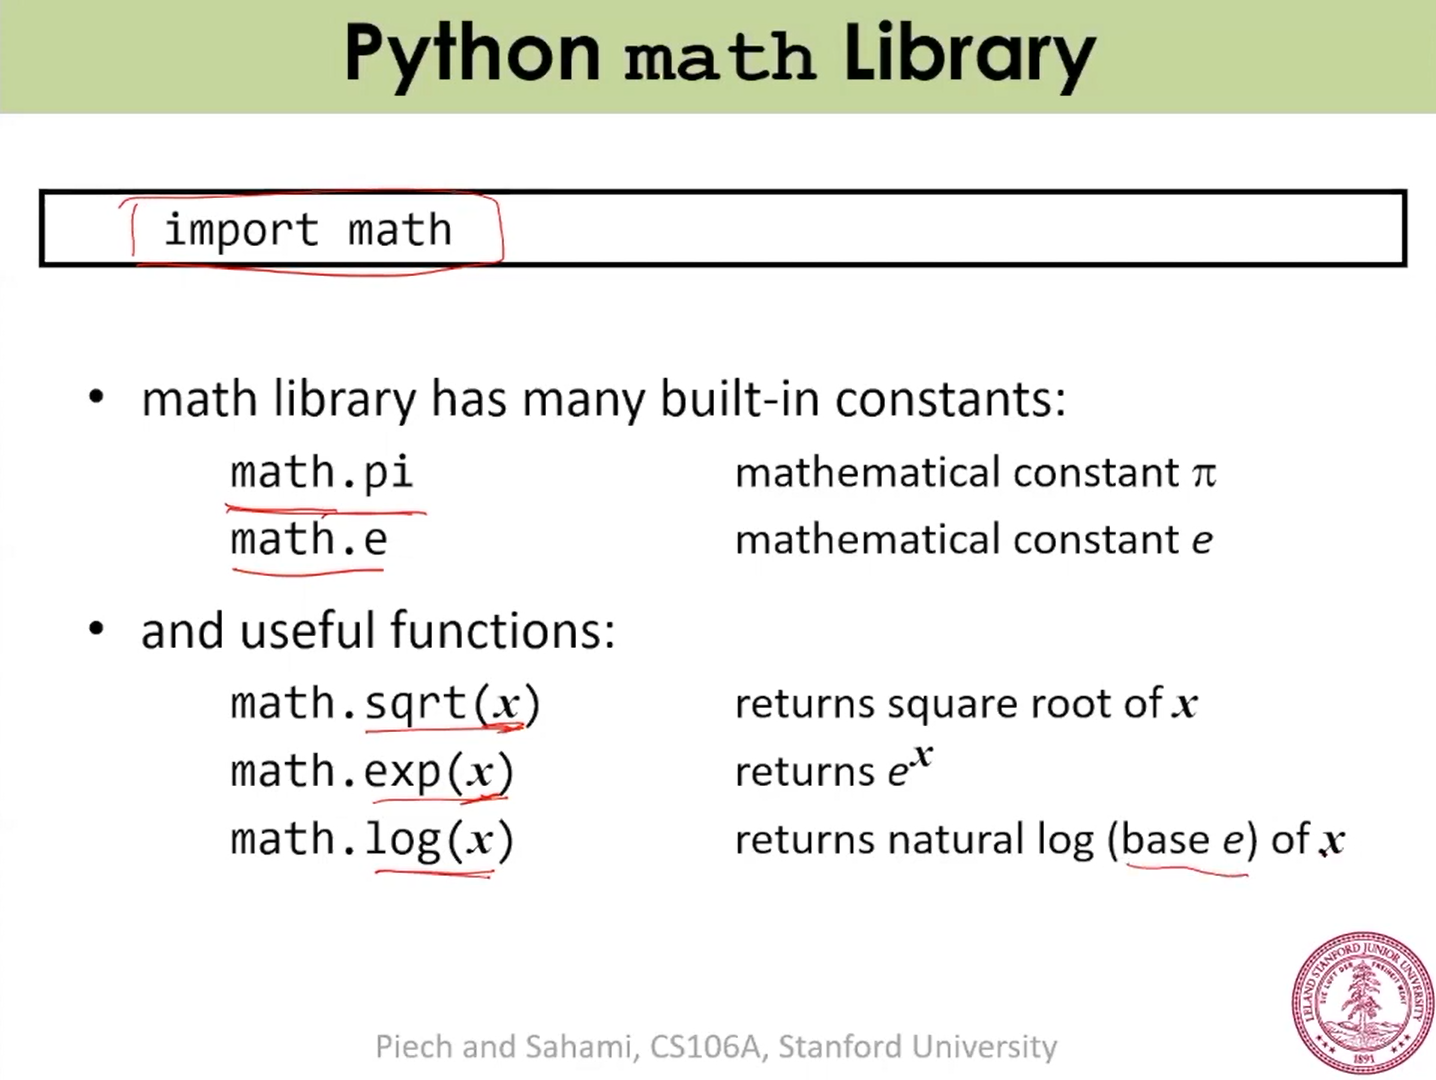 Python math Library
import math
• math library has many built-in constants:
math.pi mathematical constant π
math.e mathematical constant e
• and useful functions:
math.sqrt(x) returns square root of x
math.exp(x) returns eˣ
math.log(x) returns natural log (base e) of x
Piech and Sahami, CS106A, Stanford University
LELAND STANFORD JUNIOR UNIVERSITY
DIE LUFT DER FREIHEIT WEHT
1891